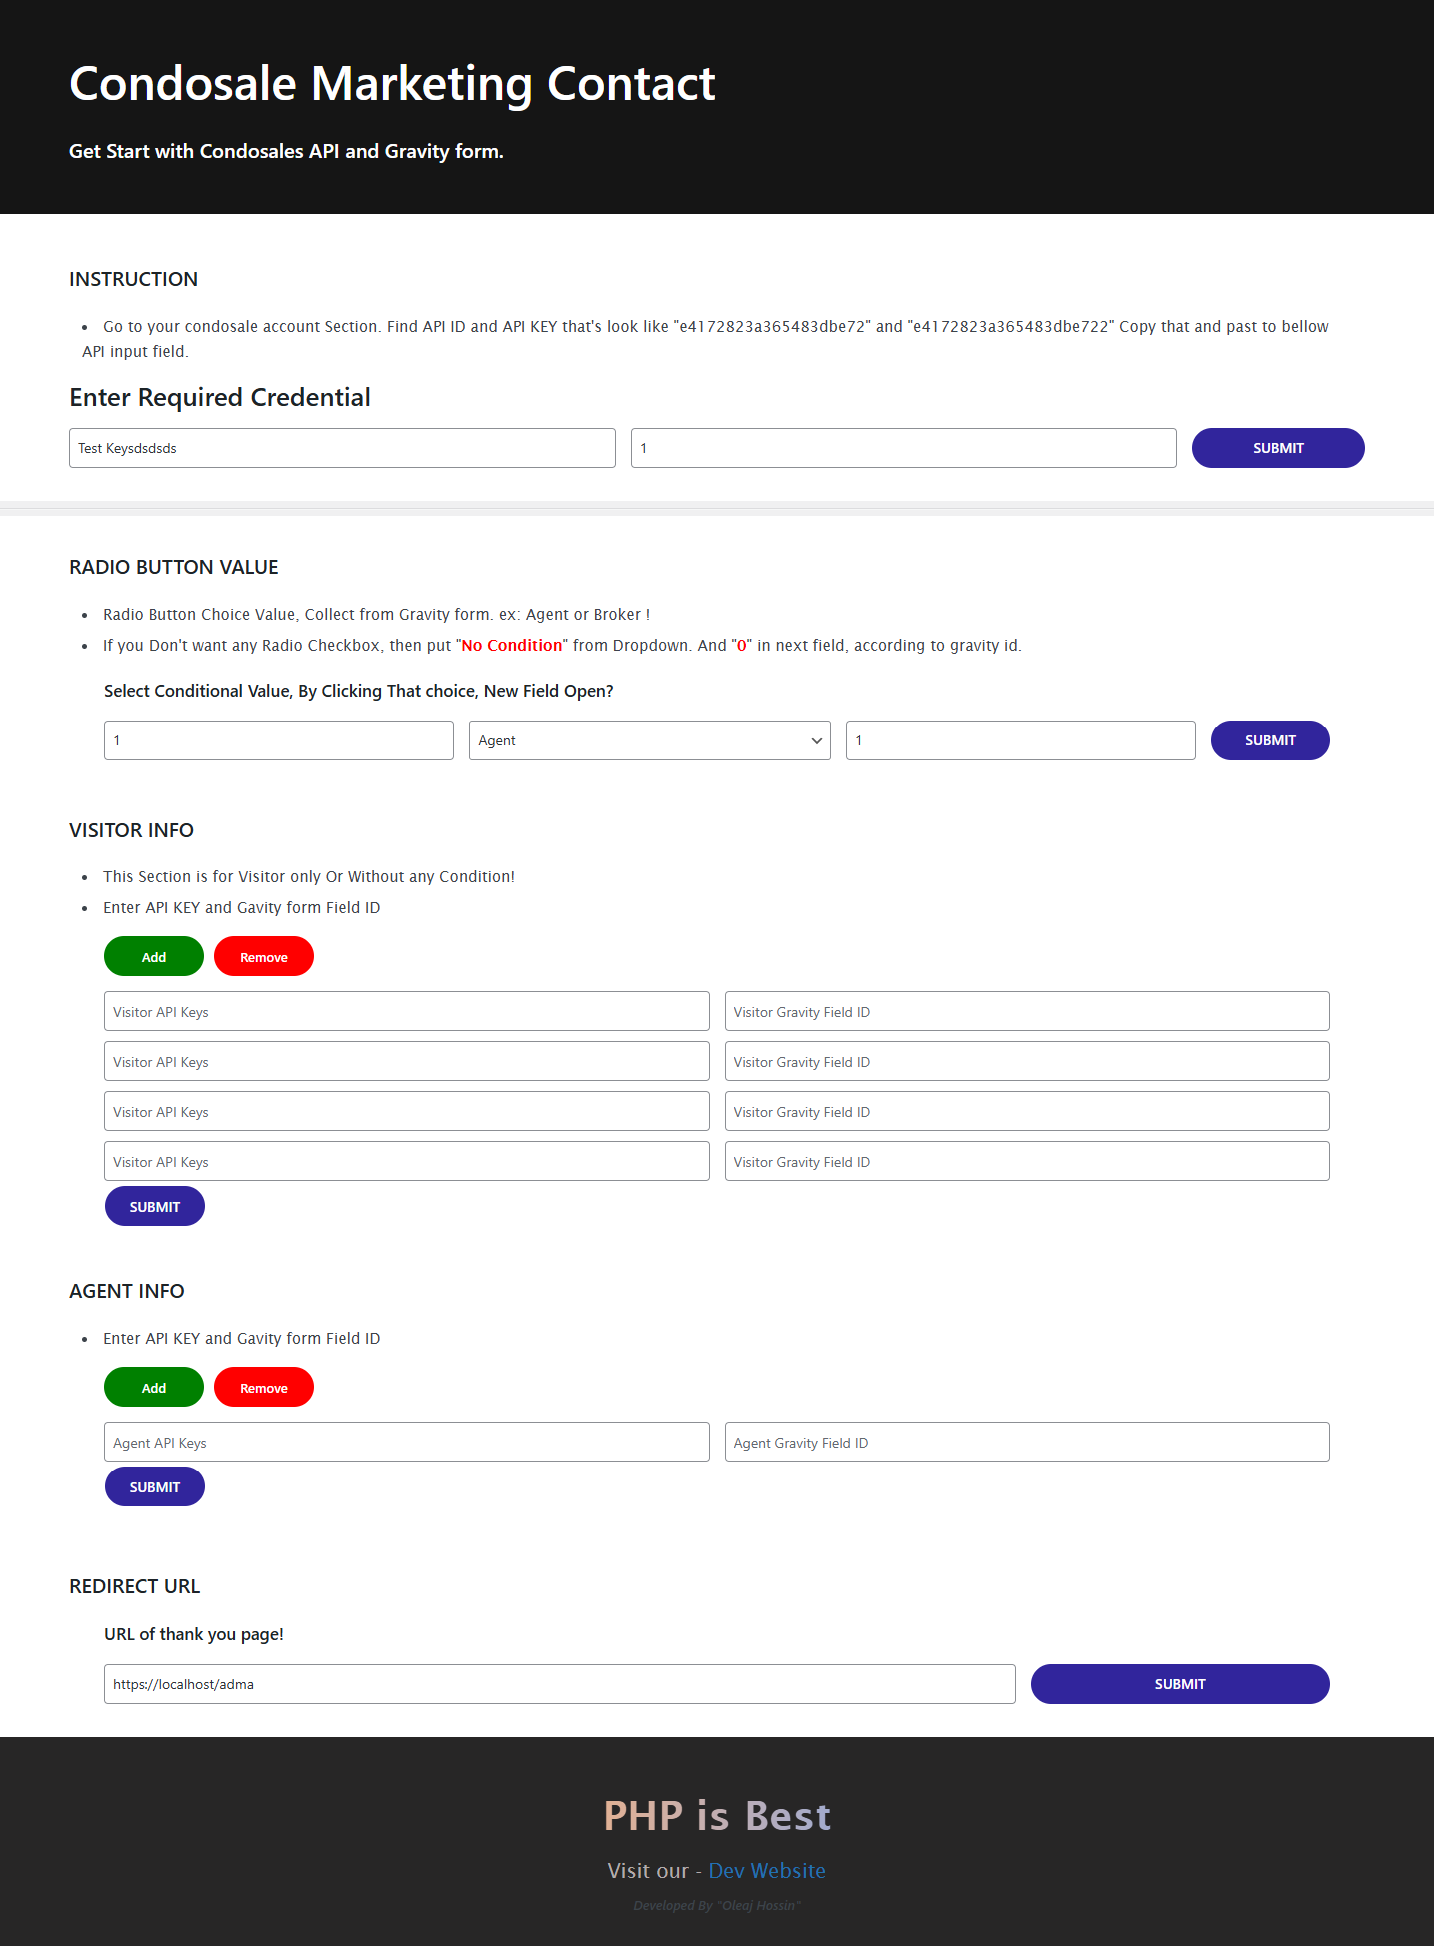 Condosale Marketing Contact
Get Start with Condosales API and Gravity form.
INSTRUCTION
Go to your condosale account Section. Find API ID and API KEY that's look like "e4172823a365483dbe72" and "e4172823a365483dbe722" Copy that and past to bellow
API input field.
Enter Required Credential
Test Keysdsdsds 1 SUBMIT
RADIO BUTTON VALUE
Radio Button Choice Value, Collect from Gravity form. ex: Agent or Broker !
If you Don't want any Radio Checkbox, then put "No Condition" from Dropdown. And "0" in next field, according to gravity id.
Select Conditional Value, By Clicking That choice, New Field Open?
1 Agent 1 SUBMIT
VISITOR INFO
This Section is for Visitor only Or Without any Condition!
Enter API KEY and Gavity form Field ID
Add Remove
Visitor API Keys Visitor Gravity Field ID
Visitor API Keys Visitor Gravity Field ID
Visitor API Keys Visitor Gravity Field ID
Visitor API Keys Visitor Gravity Field ID
SUBMIT
AGENT INFO
Enter API KEY and Gavity form Field ID
Add Remove
Agent API Keys Agent Gravity Field ID
SUBMIT
REDIRECT URL
URL of thank you page!
https://localhost/adma SUBMIT
PHP is Best
Visit our - Dev Website
Developed By "Oleaj Hossin"